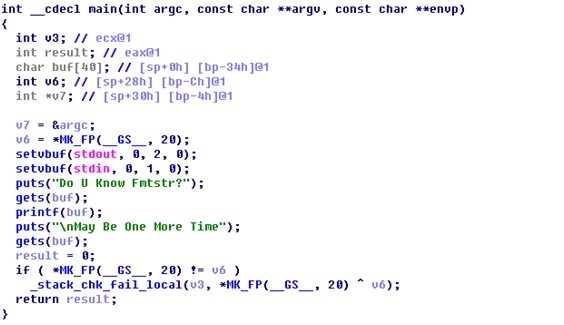 int __cdecl main(int argc, const char **argv, const char **envp)
{
int v3; // ecx@1
int result; // eax@1
char buf[40]; // [sp+0h] [bp-34h]@1
int v6; // [sp+28h] [bp-Ch]@1
int *v7; // [sp+30h] [bp-4h]@1
v7 = &argc;
v6 = *MK_FP(__GS__, 20);
setvbuf(stdout, 0, 2, 0);
setvbuf(stdin, 0, 1, 0);
puts("Do U Know Fmtstr?");
gets(buf);
printf(buf);
puts("\nMay Be One More Time");
gets(buf);
result = 0;
if ( *MK_FP(__GS__, 20) != v6 )
_stack_chk_fail_local(v3, *MK_FP(__GS__, 20) ^ v6);
return result;
}